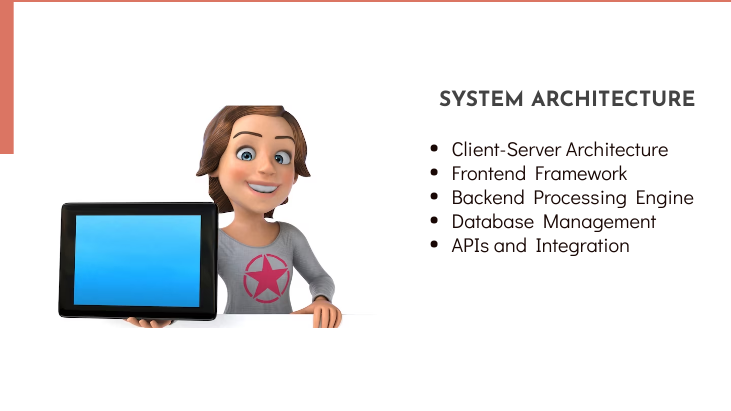 SYSTEM ARCHITECTURE
• Client-Server Architecture
• Frontend Framework
• Backend Processing Engine
• Database Management
• APIs and Integration